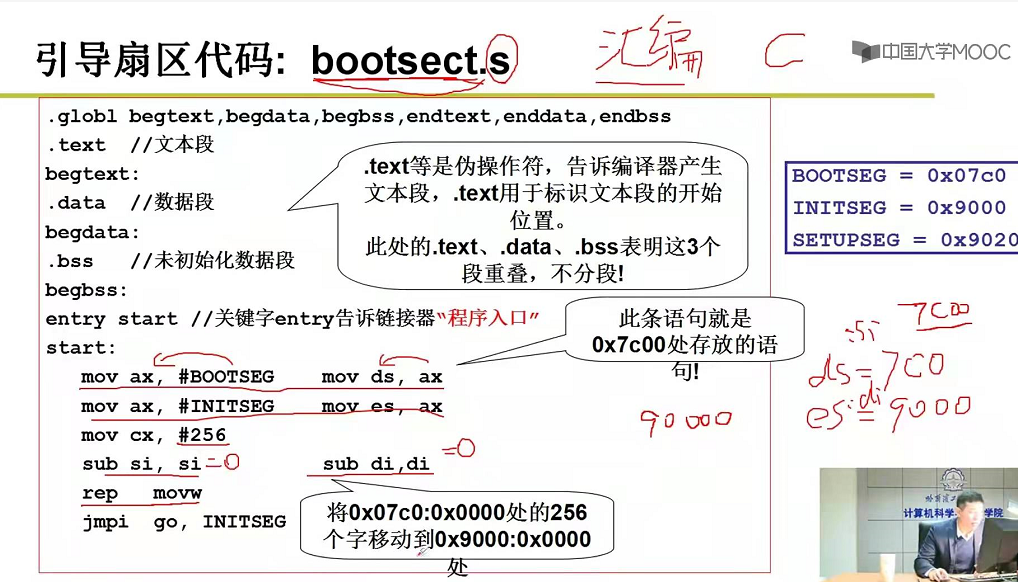 引导扇区代码: bootsect.s
汇编 C
中国大学MOOC
.globl begtext,begdata,begbss,endtext,enddata,endbss
.text //文本段
begtext:
.data //数据段
begdata:
.bss //未初始化数据段
begbss:
entry start //关键字entry告诉链接器“程序入口”
start:
mov ax, #BOOTSEG mov ds, ax
mov ax, #INITSEG mov es, ax
mov cx, #256
sub si, si =0 sub di,di =0
rep movw
jmpi go, INITSEG
.text等是伪操作符，告诉编译器产生
文本段，.text用于标识文本段的开始
位置。
此处的.text、.data、.bss表明这3个
段重叠，不分段!
此条语句就是
0x7c00处存放的语
句!
将0x07c0:0x0000处的256
个字移动到0x9000:0x0000
处
BOOTSEG = 0x07c0
INITSEG = 0x9000
SETUPSEG = 0x9020
7C00
:si
ds=7C0
:di
es=9000
90000
计算机科学
学院